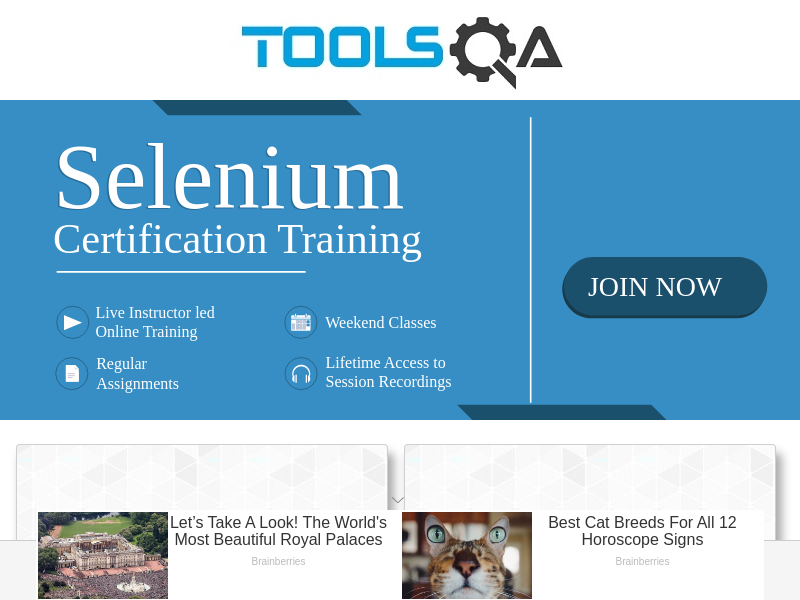 TOOLSQA
Selenium
Certification Training
Live Instructor led
Online Training
Weekend Classes
Regular
Assignments
Lifetime Access to
Session Recordings
JOIN NOW
Let's Take A Look! The World's
Most Beautiful Royal Palaces
Brainberries
Best Cat Breeds For All 12
Horoscope Signs
Brainberries